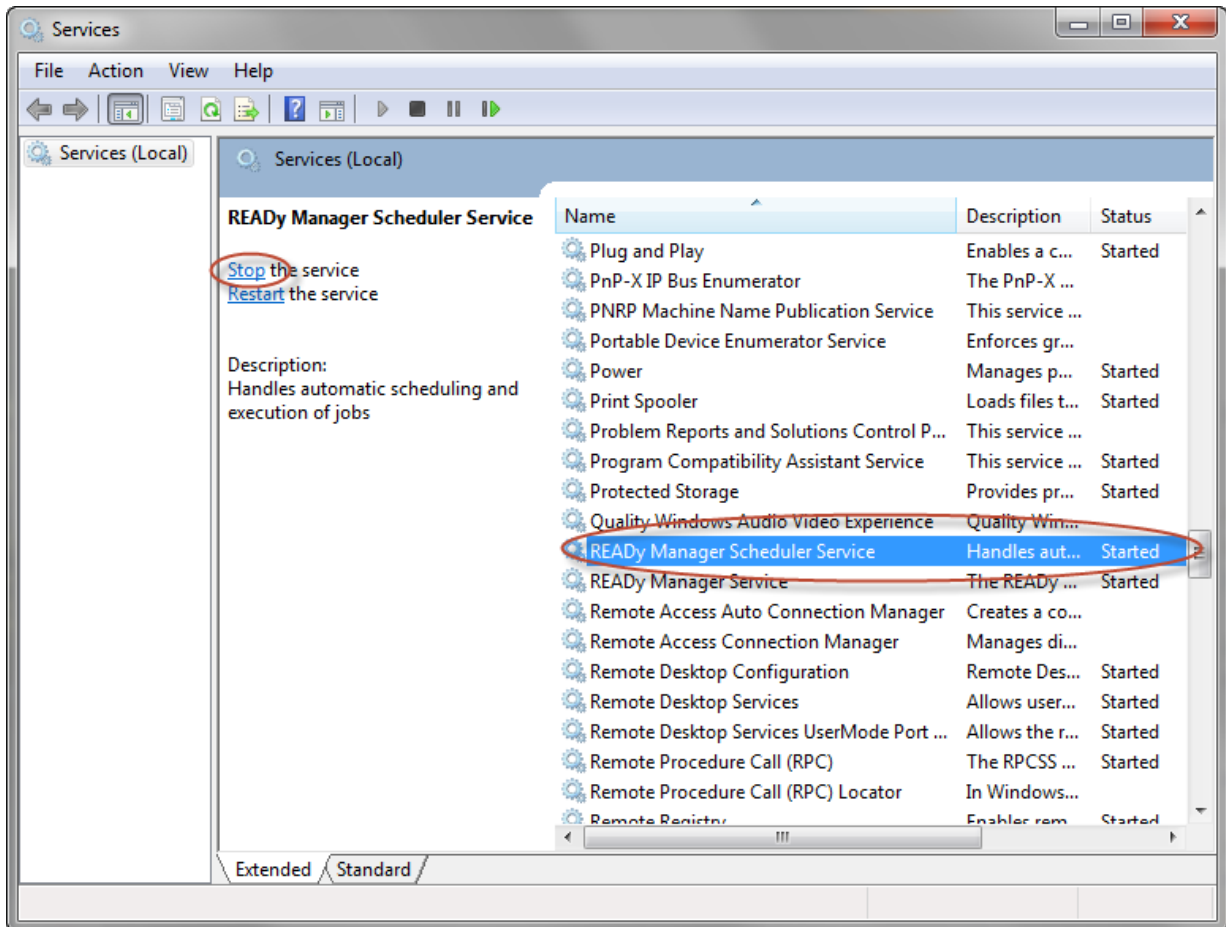 Services
File Action View Help
Services (Local)
Services (Local)
READy Manager Scheduler Service
Stop the service
Restart the service
Description:
Handles automatic scheduling and
execution of jobs
Name Description Status
Plug and Play Enables a c... Started
PnP-X IP Bus Enumerator The PnP-X ...
PNRP Machine Name Publication Service This service ...
Portable Device Enumerator Service Enforces gr...
Power Manages p... Started
Print Spooler Loads files t... Started
Problem Reports and Solutions Control P... This service ...
Program Compatibility Assistant Service This service ... Started
Protected Storage Provides pr... Started
Quality Windows Audio Video Experience Quality Win...
READy Manager Scheduler Service Handles aut... Started
READy Manager Service The READy ... Started
Remote Access Auto Connection Manager Creates a co...
Remote Access Connection Manager Manages di...
Remote Desktop Configuration Remote Des... Started
Remote Desktop Services Allows user... Started
Remote Desktop Services UserMode Port ... Allows the r... Started
Remote Procedure Call (RPC) The RPCSS ... Started
Remote Procedure Call (RPC) Locator In Windows...
Remote Registry Enables rem... Started
Extended Standard